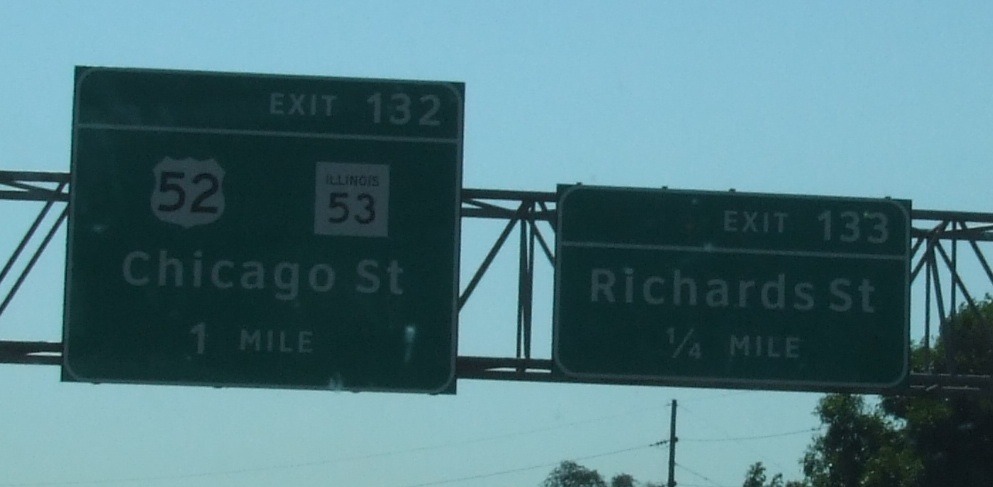 EXIT 132
52
ILLINOIS
53
Chicago St
1 MILE
EXIT 133
Richards St
1/4 MILE